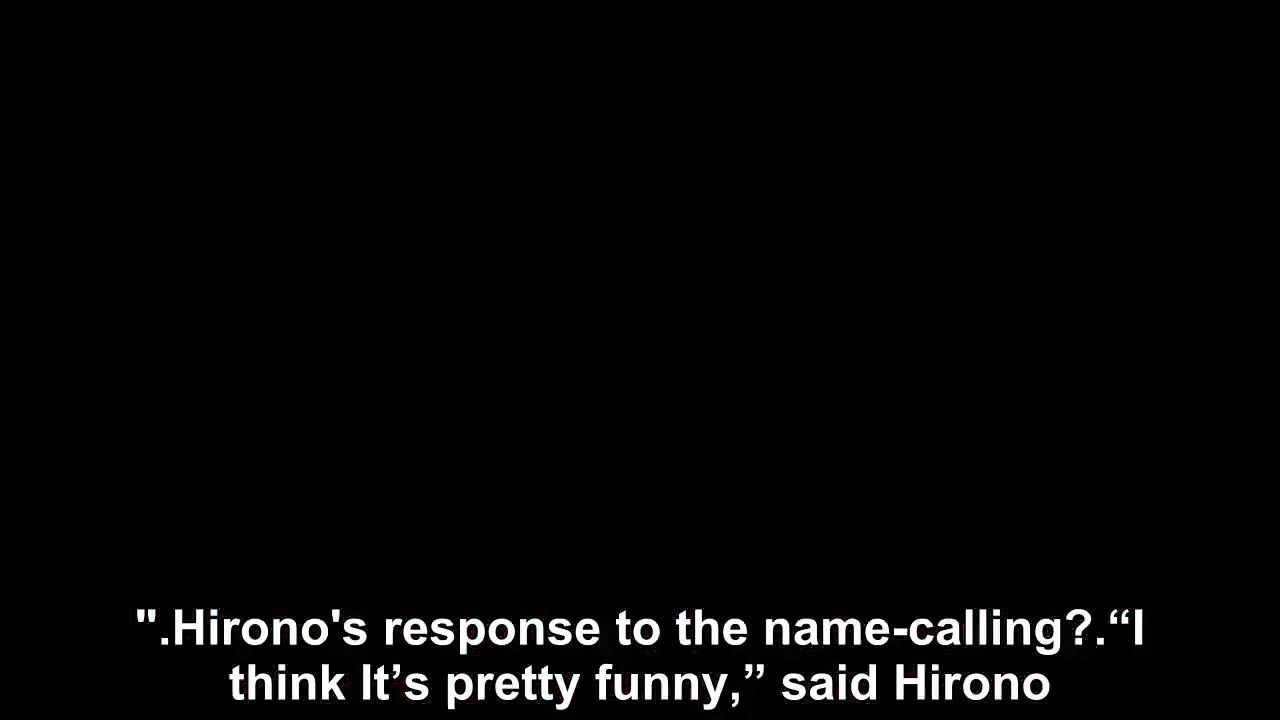 ".Hirono's response to the name-calling?.“I
think It’s pretty funny,” said Hirono